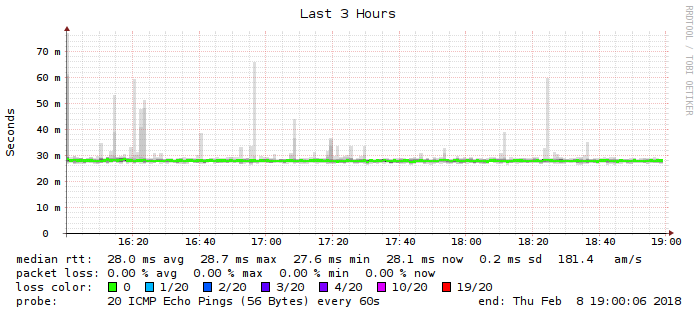 Last 3 Hours
RRDTOOL / TOBI OETIKER
Seconds
70 m
60 m
50 m
40 m
30 m
20 m
10 m
0
16:20 16:40 17:00 17:20 17:40 18:00 18:20 18:40 19:00
median rtt: 28.0 ms avg 28.7 ms max 27.6 ms min 28.1 ms now 0.2 ms sd 181.4 am/s
packet loss: 0.00 % avg 0.00 % max 0.00 % min 0.00 % now
loss color: 0 1/20 2/20 3/20 4/20 10/20 19/20
probe: 20 ICMP Echo Pings (56 Bytes) every 60s end: Thu Feb 8 19:00:06 2018